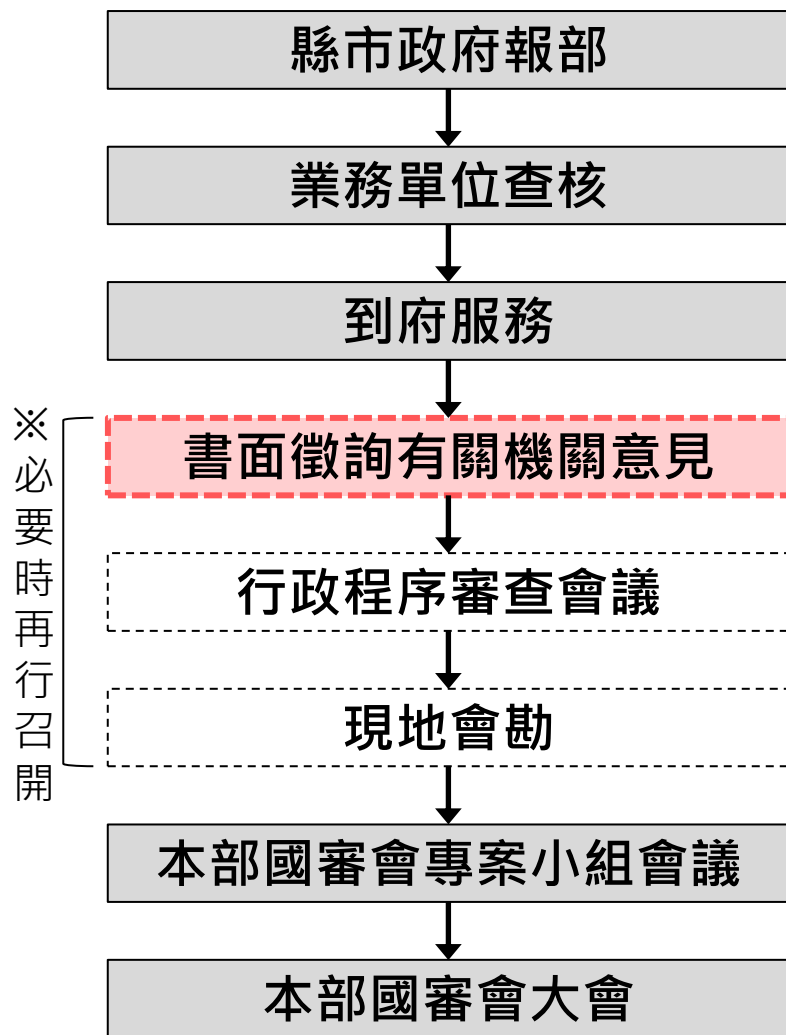 縣市政府報部
業務單位查核
到府服務
※必要時再行召開
書面徵詢有關機關意見
行政程序審查會議
現地會勘
本部國審會專案小組會議
本部國審會大會